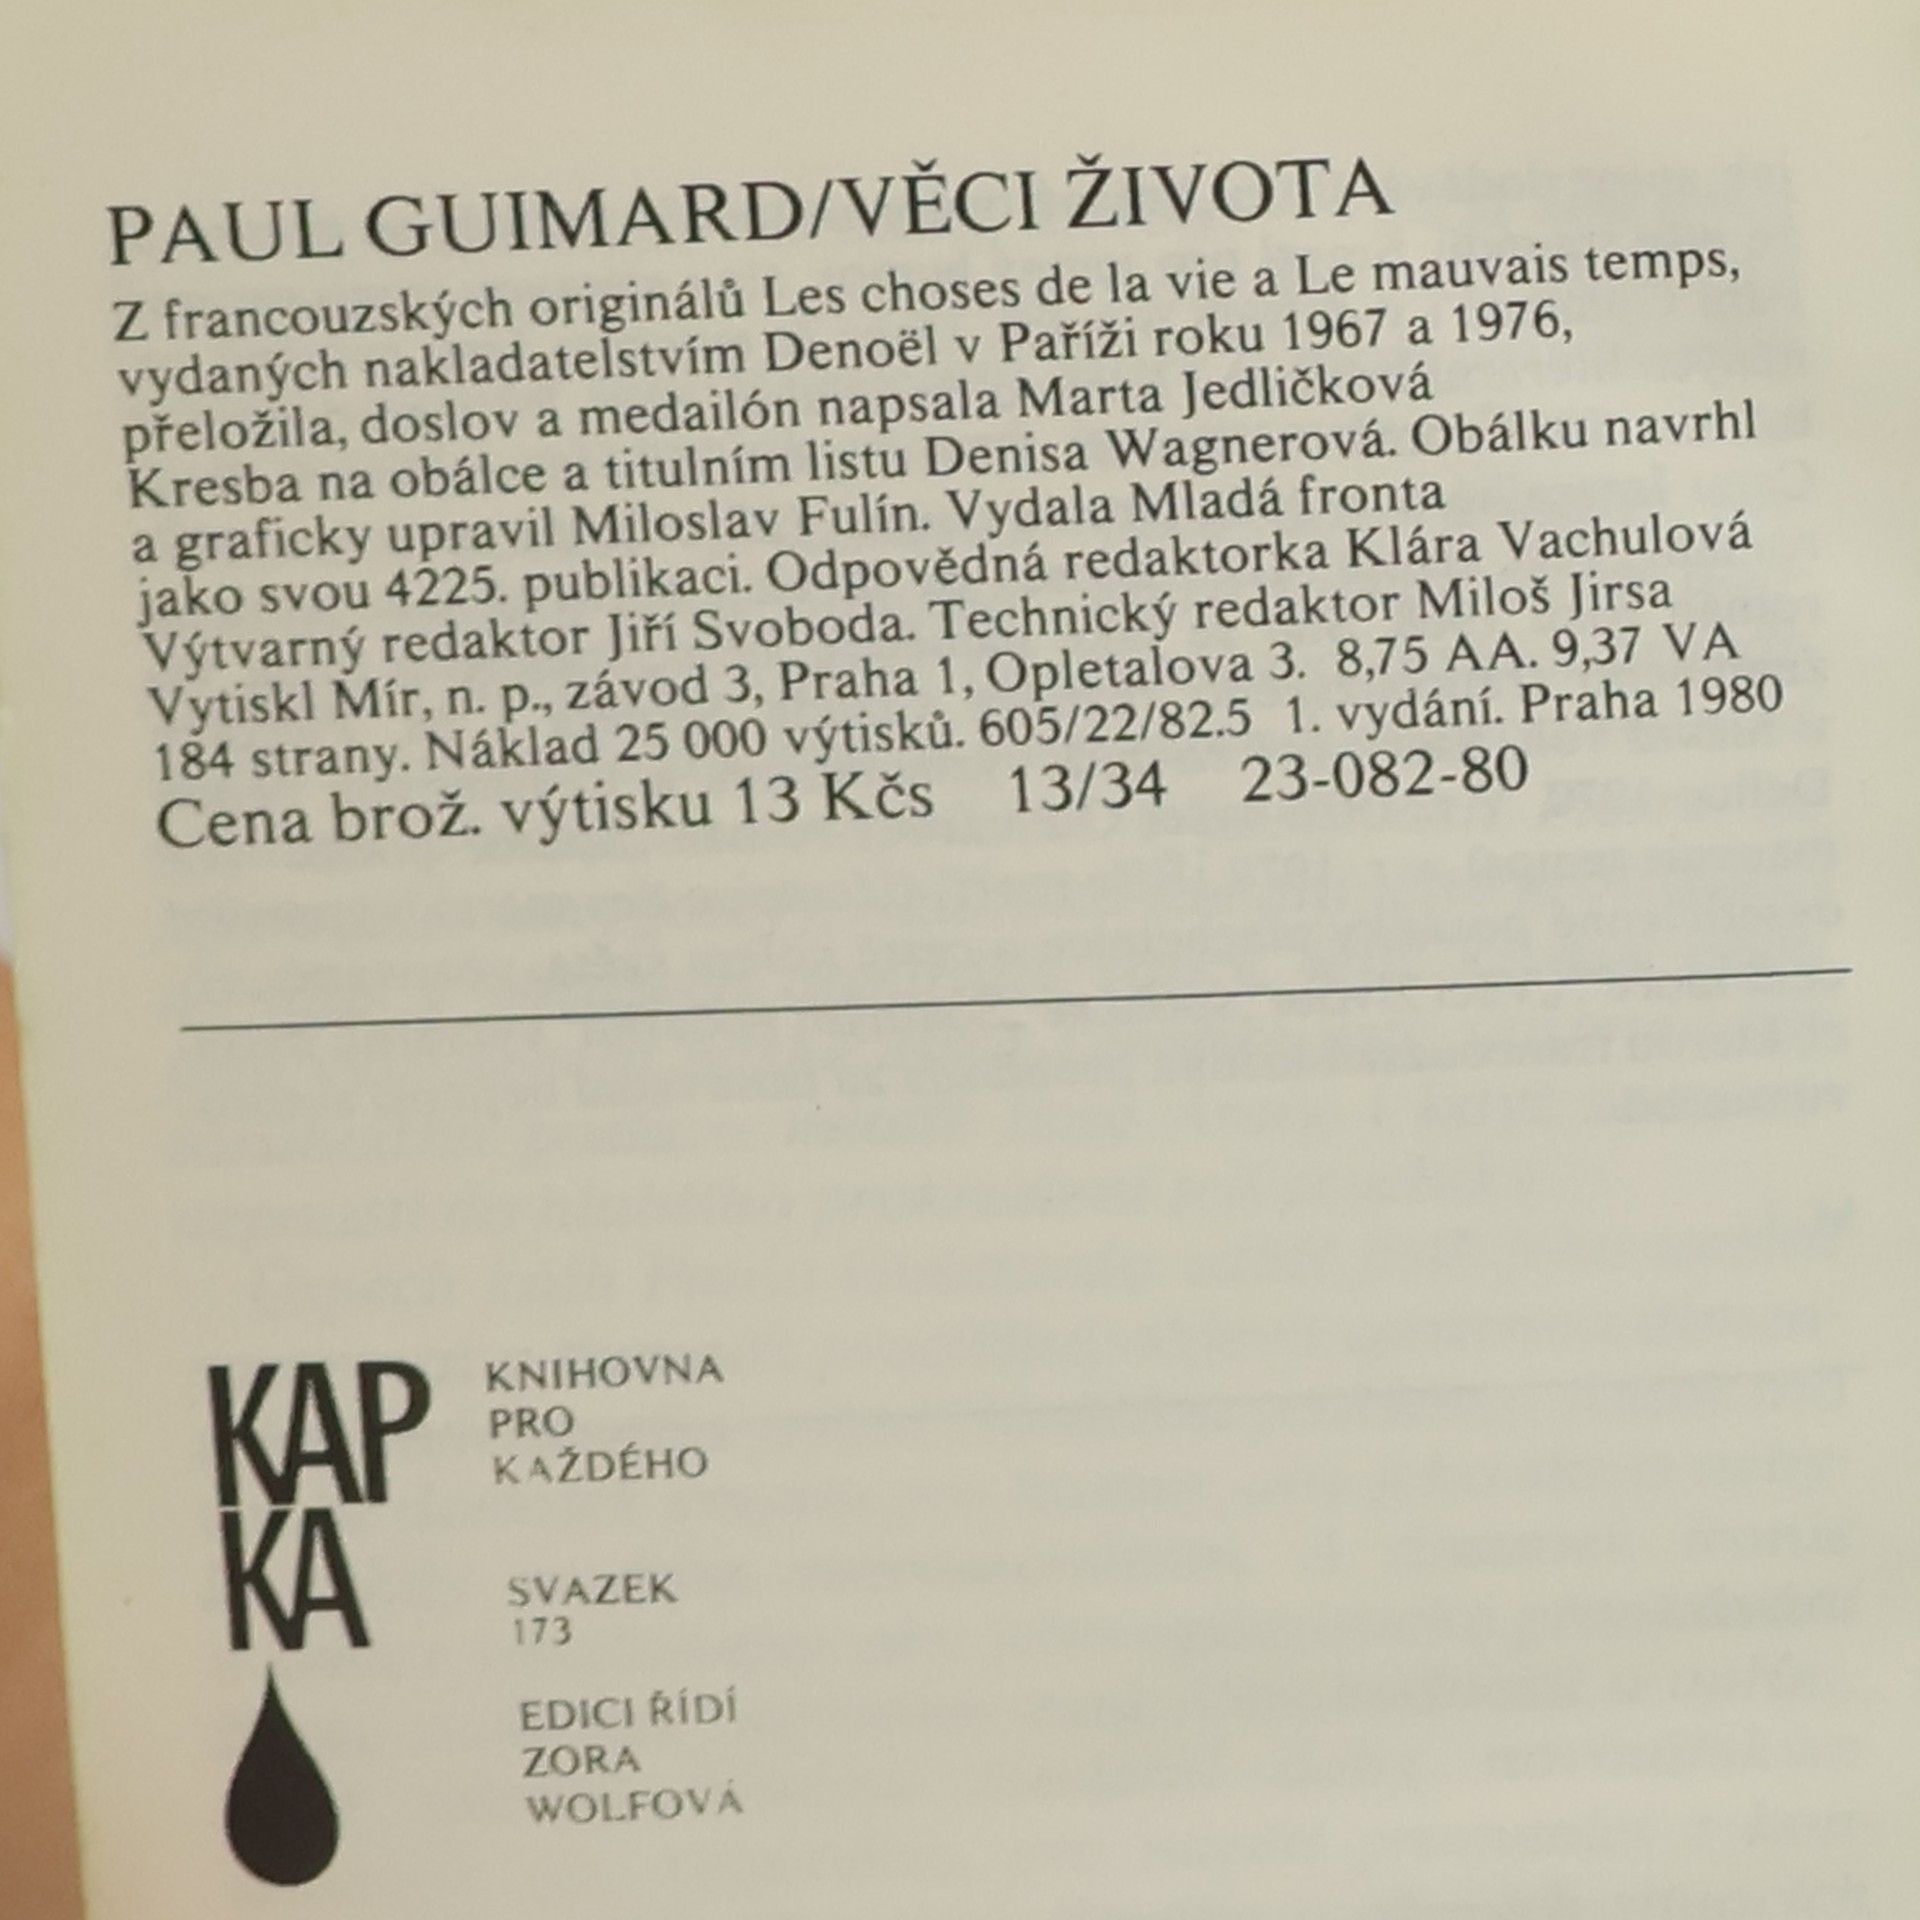 PAUL GUIMARD/VĚCI ŽIVOTA
Z francouzských originálů Les choses de la vie a Le mauvais temps,
vydaných nakladatelstvím Denoël v Paříži roku 1967 a 1976,
přeložila, doslov a medailón napsala Marta Jedličková
Kresba na obálce a titulním listu Denisa Wagnerová. Obálku navrhl
a graficky upravil Miloslav Fulín. Vydala Mladá fronta
jako svou 4225. publikaci. Odpovědná redaktorka Klára Vachulová
Výtvarný redaktor Jiří Svoboda. Technický redaktor Miloš Jirsa
Vytiskl Mír, n. p., závod 3, Praha 1, Opletalova 3. 8,75 AA. 9,37 VA
184 strany. Náklad 25 000 výtisků. 605/22/82.5 1. vydání. Praha 1980
Cena brož. výtisku 13 Kčs 13/34 23-082-80
KAP
KA
KNIHOVNA
PRO
KAŽDÉHO
SVAZEK
173
EDICI ŘÍDÍ
ZORA
WOLFOVÁ